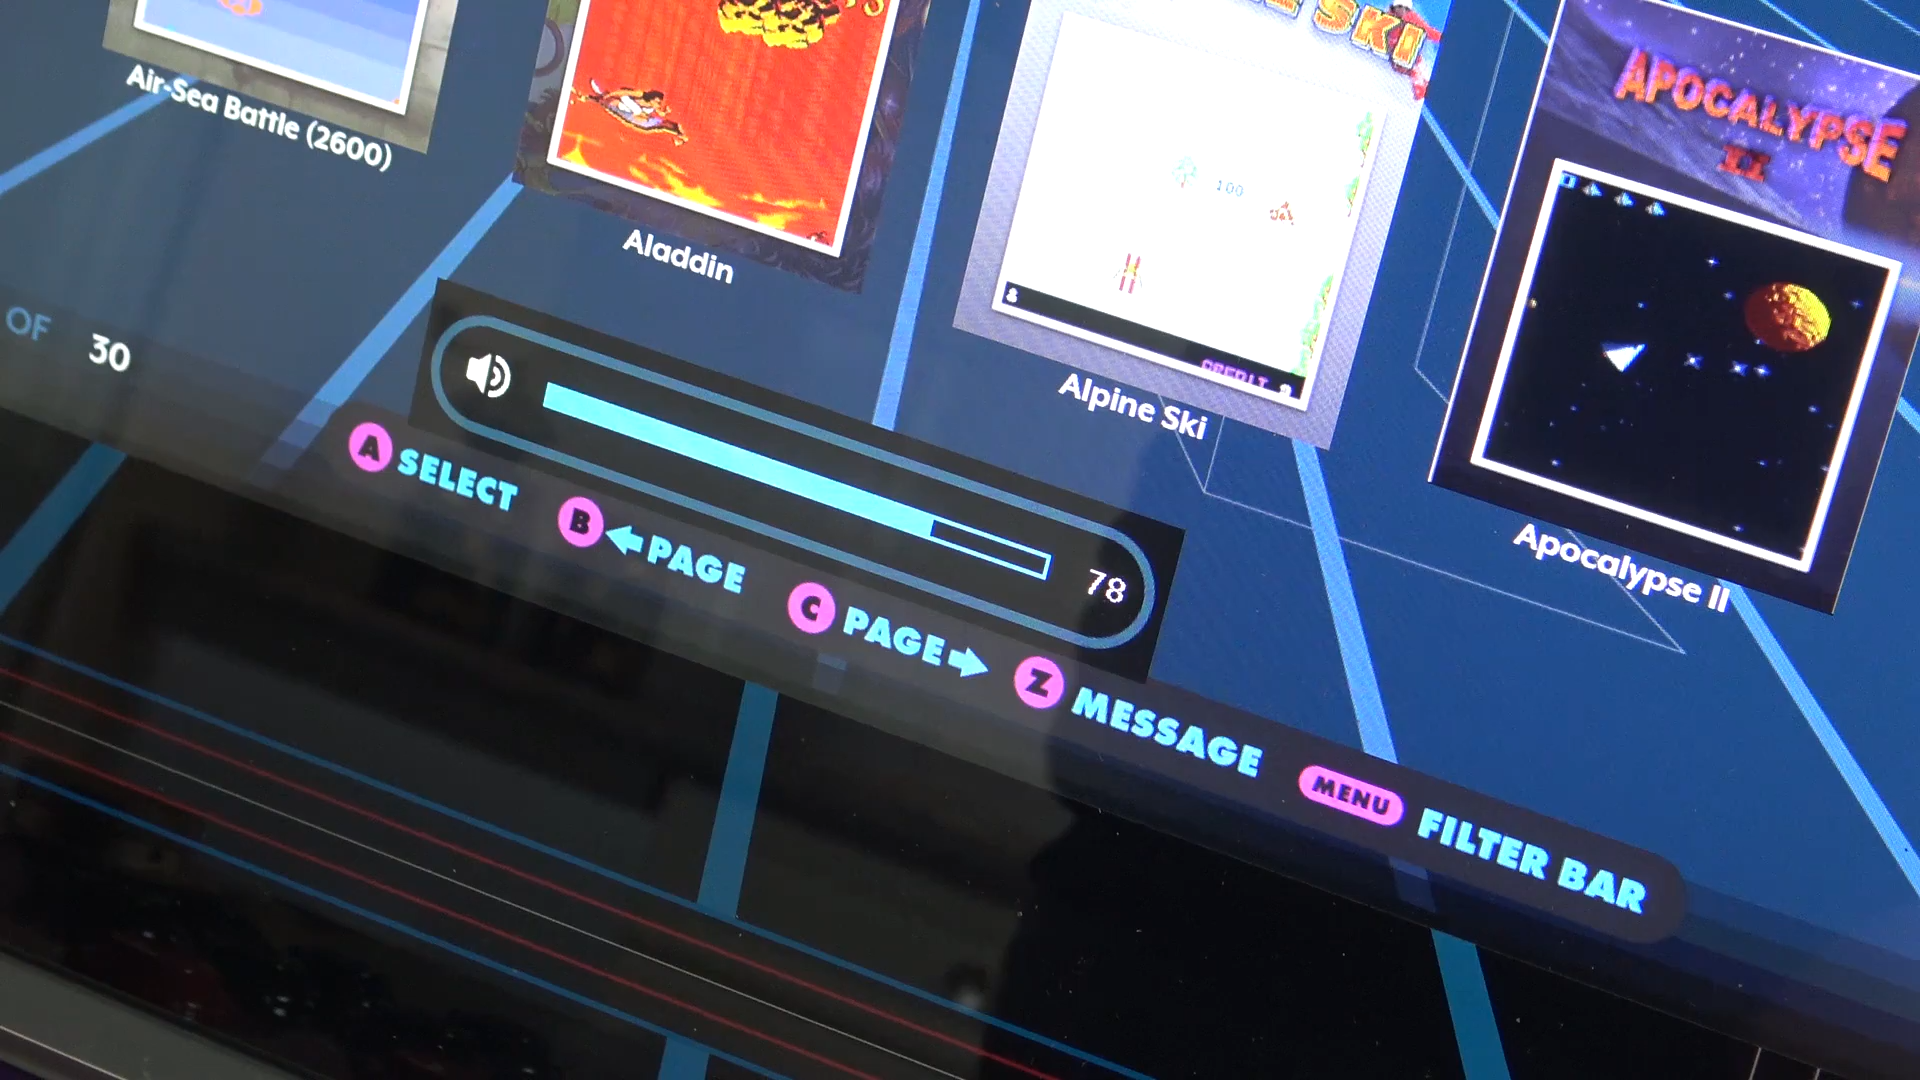 SKI
APOCALYPSE
II
Air-Sea Battle (2600)
Aladdin
100
CREDIT
Alpine Ski
Apocalypse II
OF 30
78
A SELECT
B PAGE
C PAGE
Z MESSAGE
MENU FILTER BAR